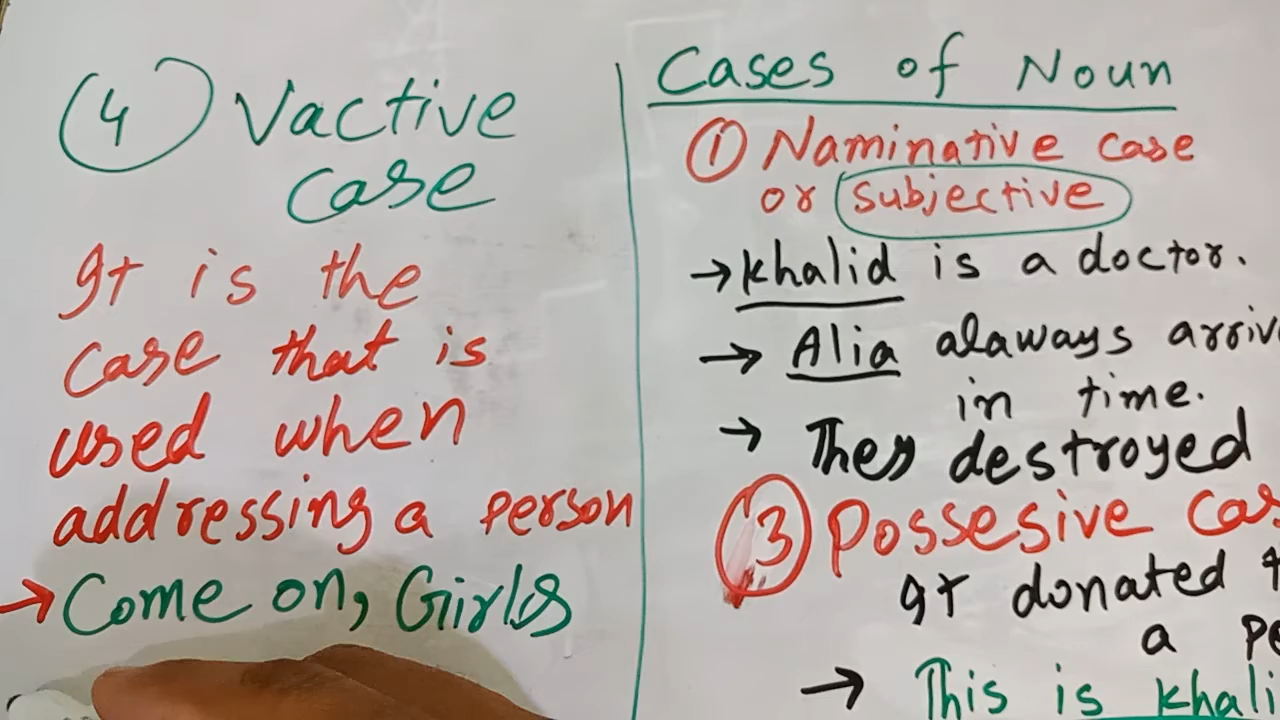 (4) Vactive
case
It is the
case that is
used when
addressing a person
→ Come on, Girls
Cases of Noun
① Naminative case
or subjective
→ Khalid is a doctor.
→ Alia alaways arriv
in time.
→ They destroyed
③ Possesive Cas
It donated
a pe
→ This is khali